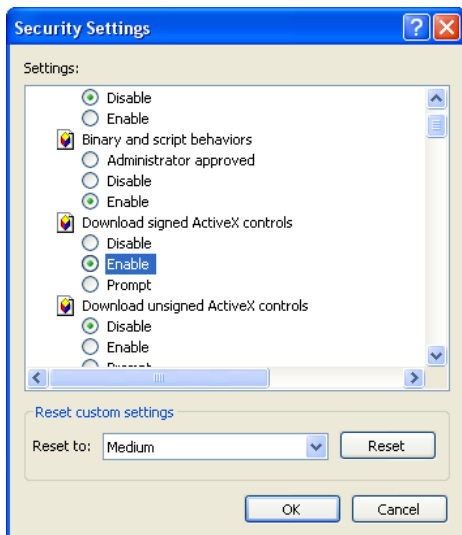 Security Settings
Settings:
Disable
Enable
Binary and script behaviors
Administrator approved
Disable
Enable
Download signed ActiveX controls
Disable
Enable
Prompt
Download unsigned ActiveX controls
Disable
Enable
Prompt
Reset custom settings
Reset to: Medium Reset
OK Cancel